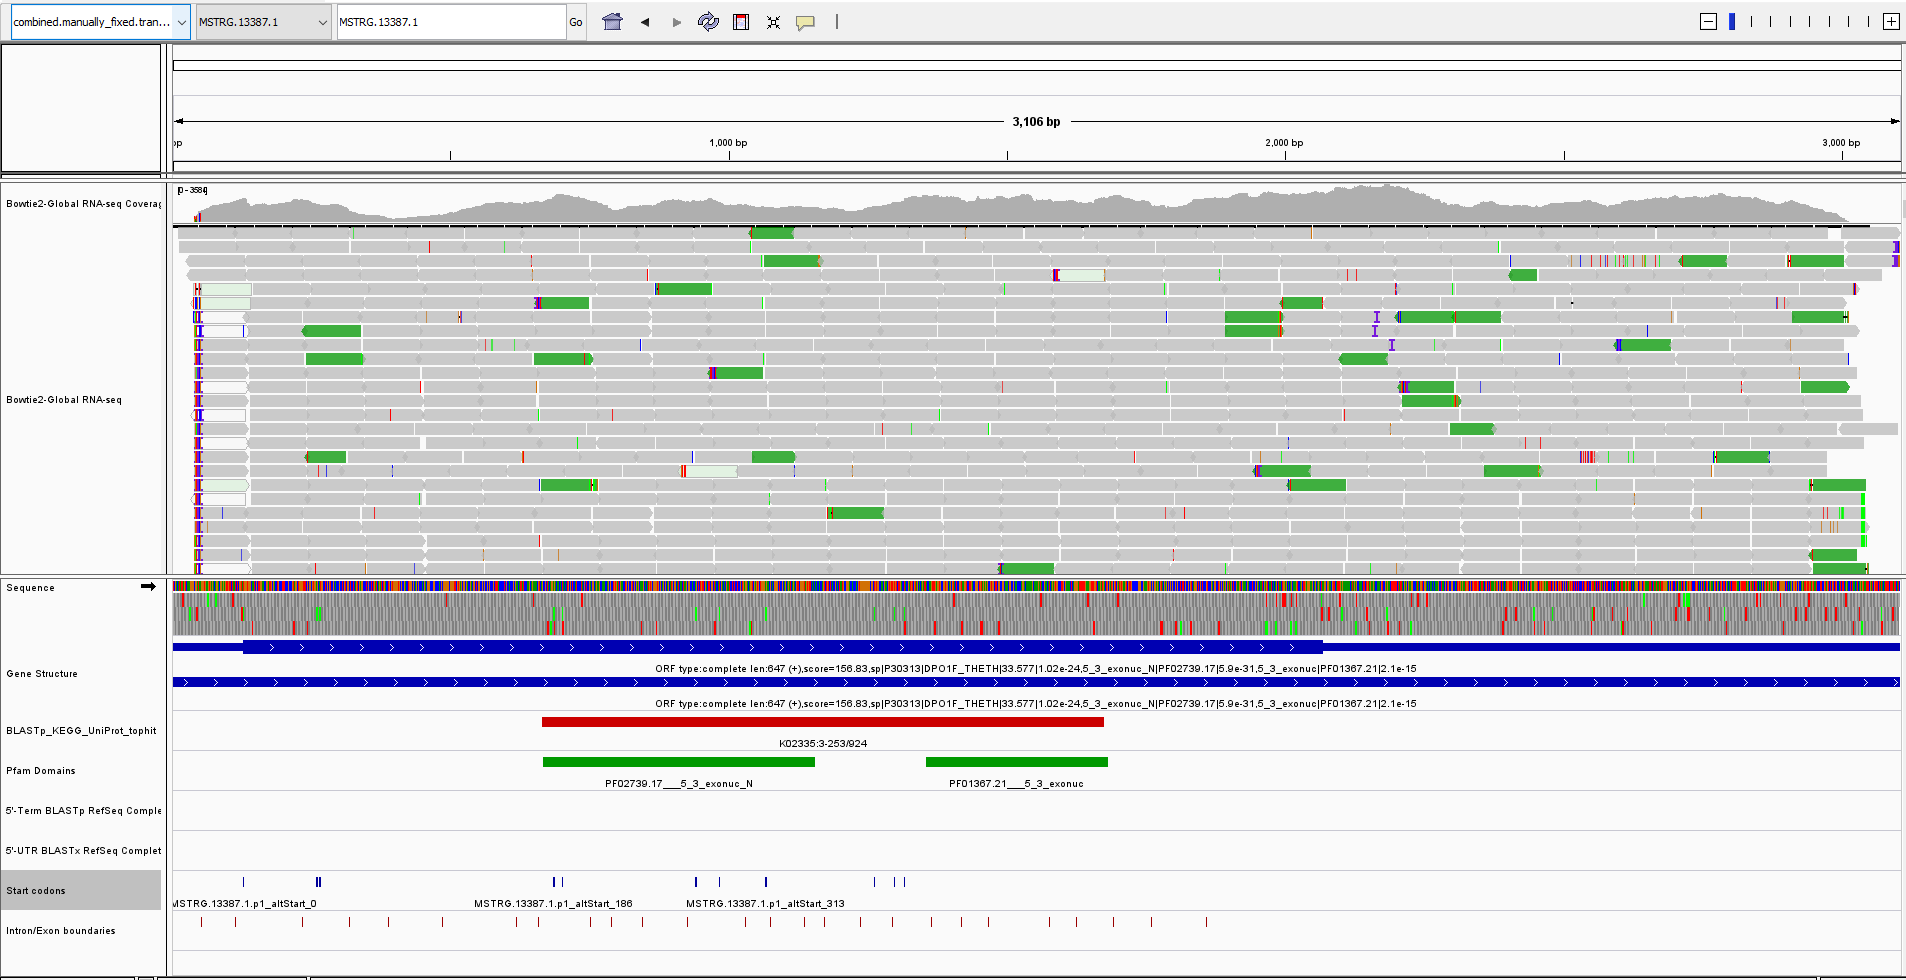 combined.manually_fixed.tran... MSTRG.13387.1 MSTRG.13387.1 Go
3,106 bp
bp 1,000 bp 2,000 bp 3,000 bp
Bowtie2-Global RNA-seq Coverag
Bowtie2-Global RNA-seq
Sequence
Gene Structure
ORF type:complete len:647 (+),score=156.83,sp|P30313|DPO1F_THETH|33.577|1.02e-24,5_3_exonuc_N|PF02739.17|5.9e-31,5_3_exonuc|PF01367.21|2.1e-15
ORF type:complete len:647 (+),score=156.83,sp|P30313|DPO1F_THETH|33.577|1.02e-24,5_3_exonuc_N|PF02739.17|5.9e-31,5_3_exonuc|PF01367.21|2.1e-15
BLASTp_KEGG_UniProt_tophit
K02335:3-253/924
Pfam Domains
PF02739.17___5_3_exonuc_N PF01367.21___5_3_exonuc
5'-Term BLASTp RefSeq Comple
5'-UTR BLASTx RefSeq Complet
Start codons
MSTRG.13387.1.p1_altStart_0 MSTRG.13387.1.p1_altStart_186 MSTRG.13387.1.p1_altStart_313
Intron/Exon boundaries